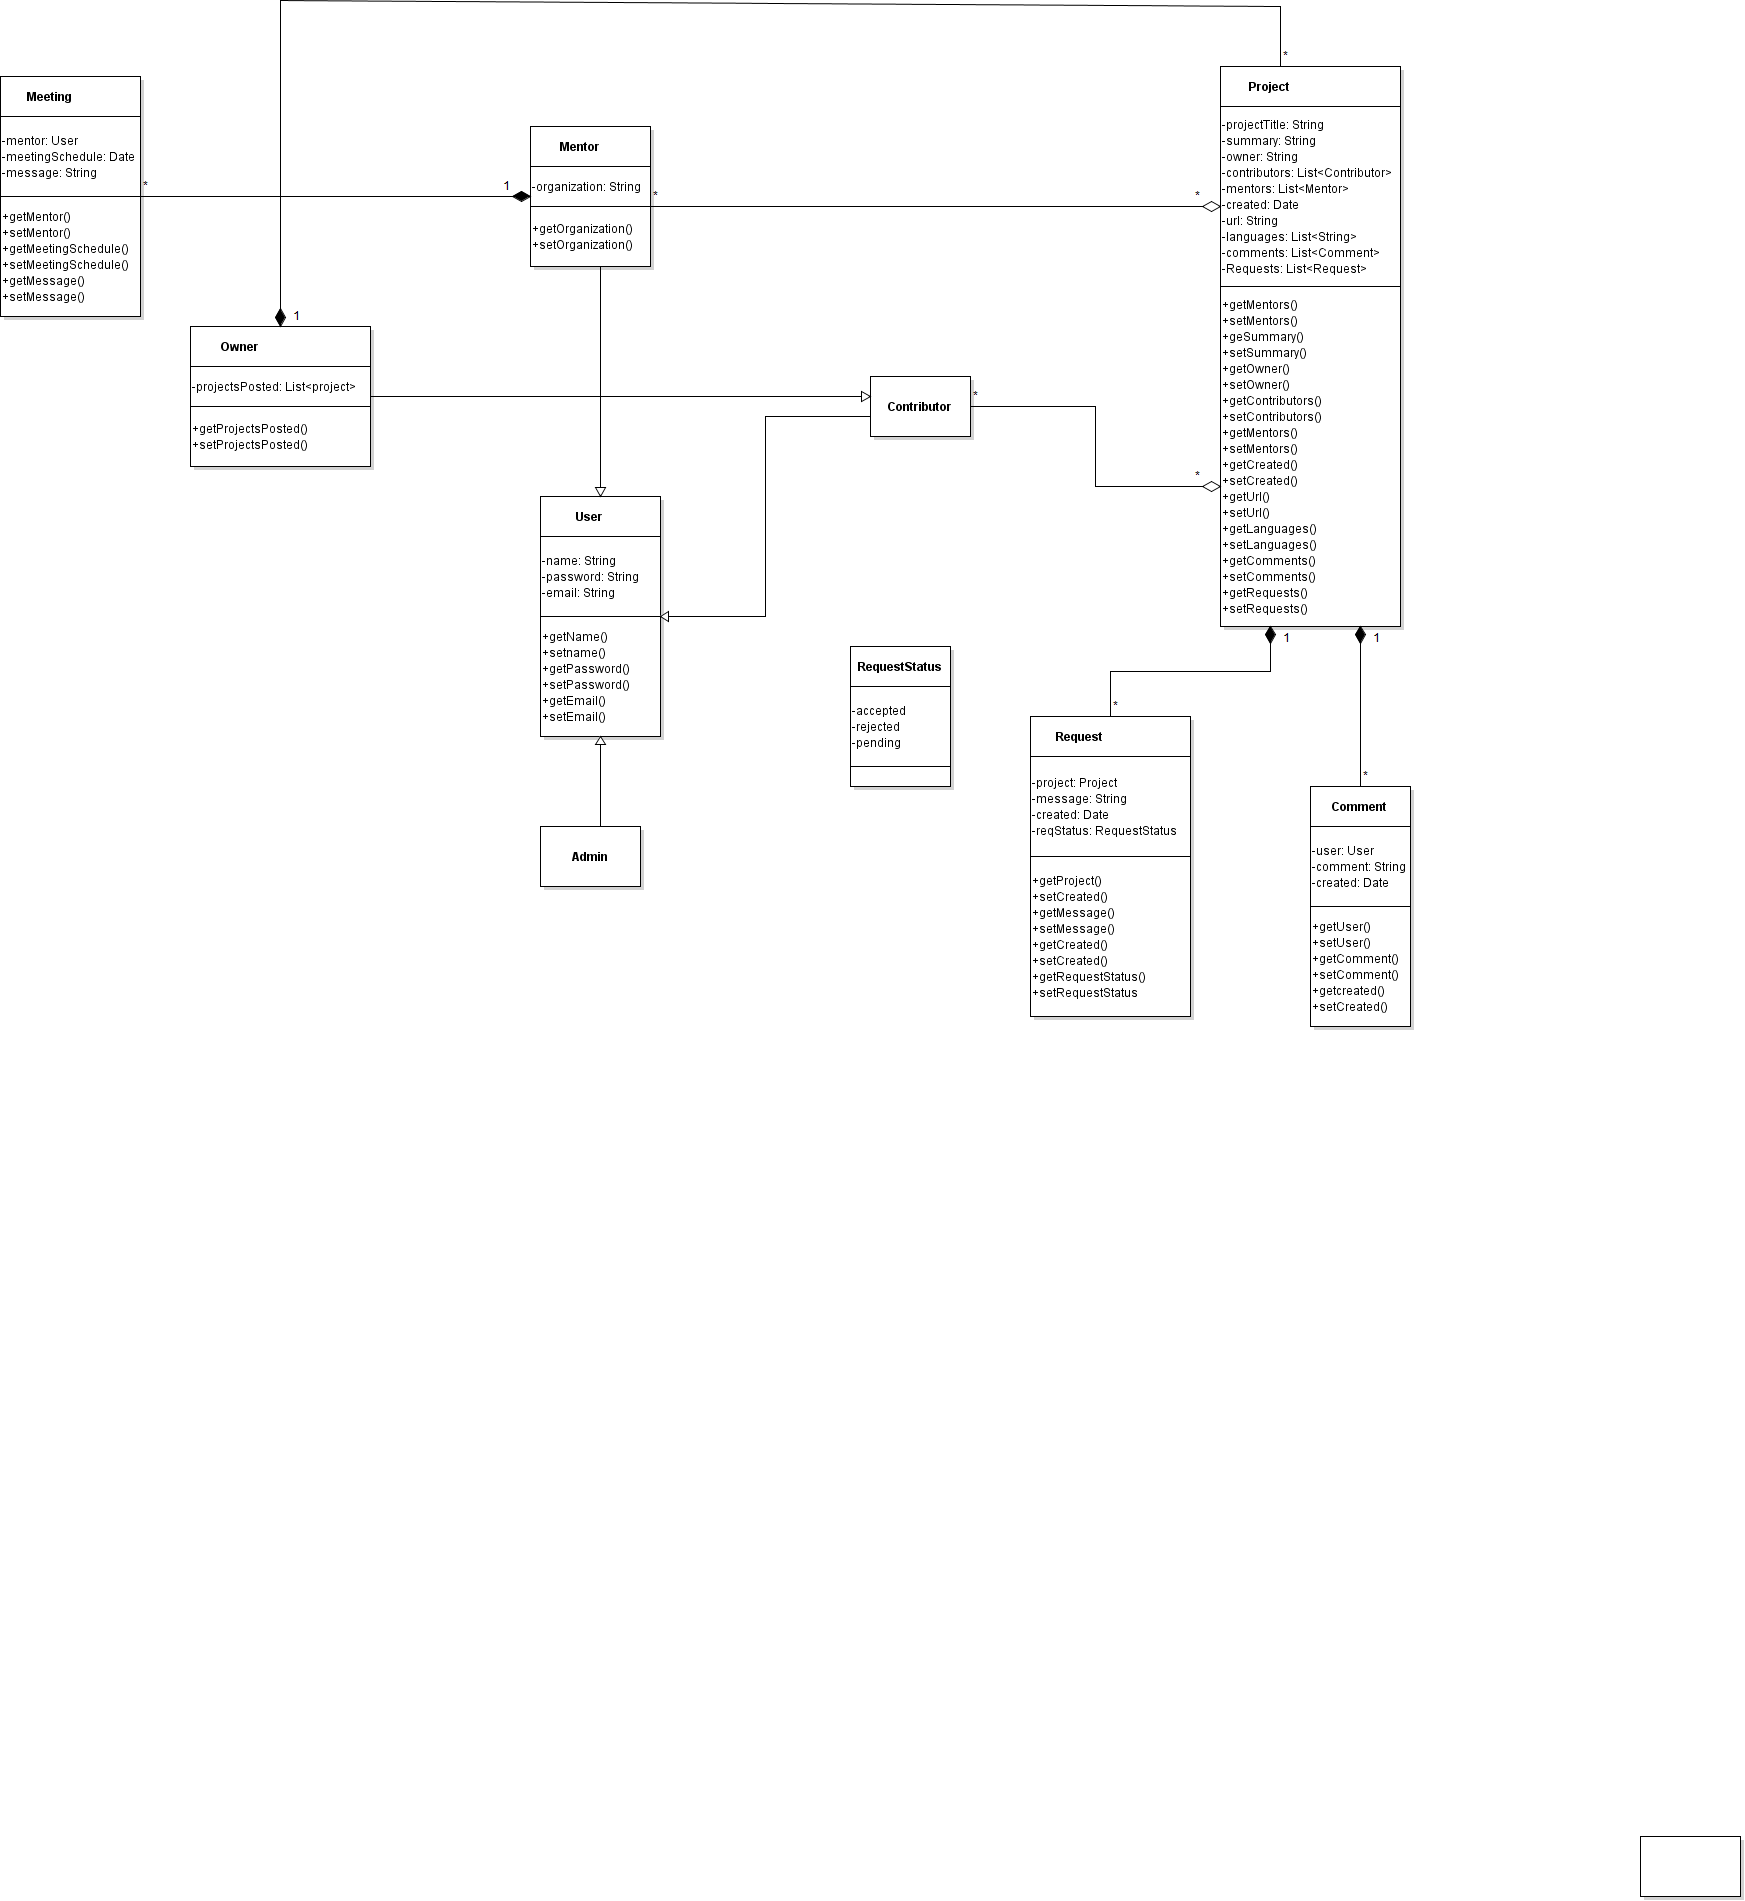 Meeting
-mentor: User
-meetingSchedule: Date
-message: String
+getMentor()
+setMentor()
+getMeetingSchedule()
+setMeetingSchedule()
+getMessage()
+setMessage()
*
1
Mentor
-organization: String
+getOrganization()
+setOrganization()
*
*
*
Project
-projectTitle: String
-summary: String
-owner: String
-contributors: List<Contributor>
-mentors: List<Mentor>
-created: Date
-url: String
-languages: List<String>
-comments: List<Comment>
-Requests: List<Request>
+getMentors()
+setMentors()
+geSummary()
+setSummary()
+getOwner()
+setOwner()
+getContributors()
+setContributors()
+getMentors()
+setMentors()
+getCreated()
+setCreated()
+getUrl()
+setUrl()
+getLanguages()
+setLanguages()
+getComments()
+setComments()
+getRequests()
+setRequests()
1
Owner
-projectsPosted: List<project>
+getProjectsPosted()
+setProjectsPosted()
Contributor
*
*
User
-name: String
-password: String
-email: String
+getName()
+setname()
+getPassword()
+setPassword()
+getEmail()
+setEmail()
Admin
RequestStatus
-accepted
-rejected
-pending
1
1
*
Request
-project: Project
-message: String
-created: Date
-reqStatus: RequestStatus
+getProject()
+setCreated()
+getMessage()
+setMessage()
+getCreated()
+setCreated()
+getRequestStatus()
+setRequestStatus
*
Comment
-user: User
-comment: String
-created: Date
+getUser()
+setUser()
+getComment()
+setComment()
+getcreated()
+setCreated()